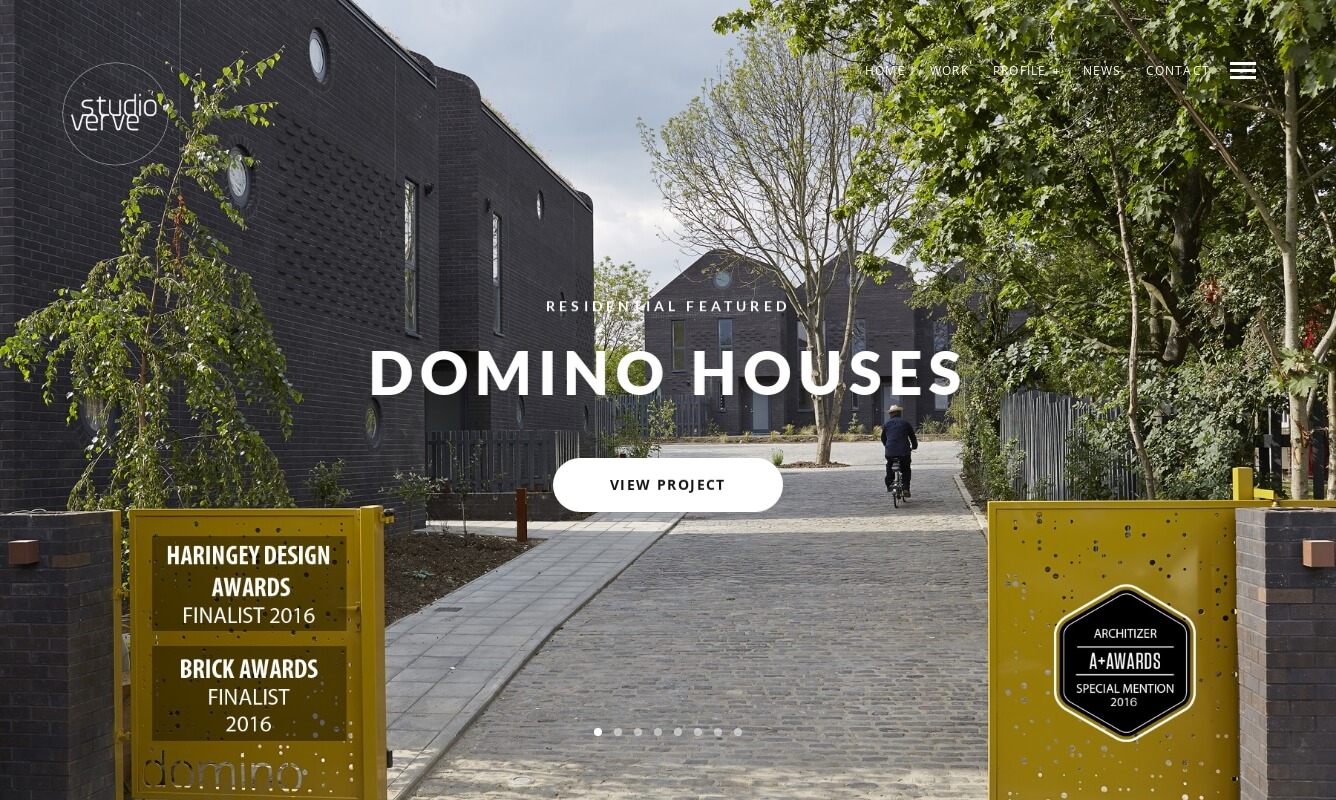 studio
verve
HOME / WORK PROFILE + NEWS CONTACT
RESIDENTIAL FEATURED
DOMINO HOUSES
VIEW PROJECT
HARINGEY DESIGN
AWARDS
FINALIST 2016
BRICK AWARDS
FINALIST
2016
domino
ARCHITIZER
A+AWARDS
SPECIAL MENTION
2016